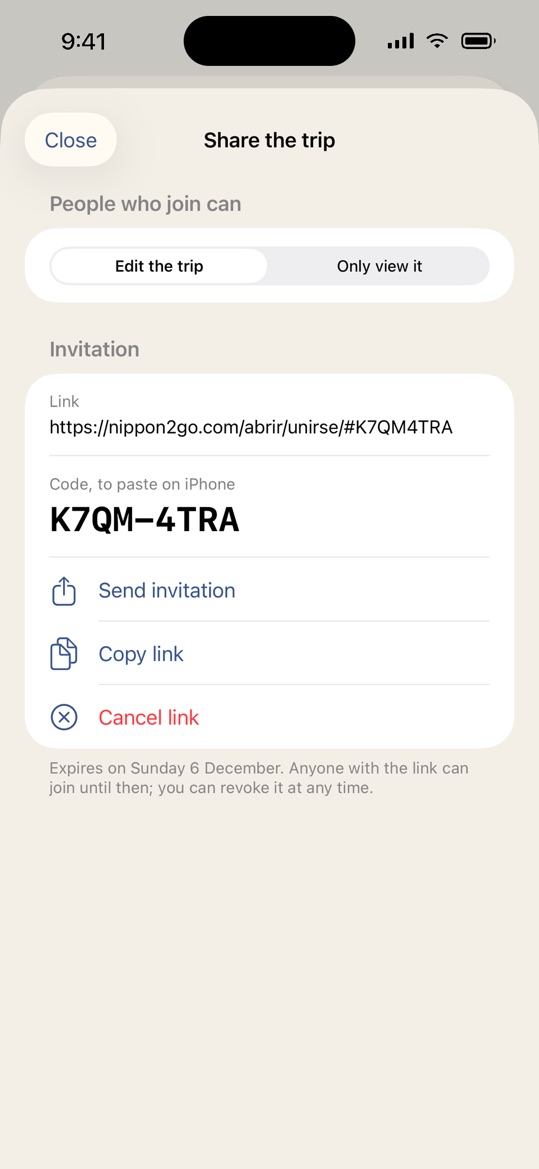 9:41
Close
Share the trip
People who join can
Edit the trip
Only view it
Invitation
Link
https://nippon2go.com/abrir/unirse/#K7QM4TRA
Code, to paste on iPhone
K7QM–4TRA
Send invitation
Copy link
Cancel link
Expires on Sunday 6 December. Anyone with the link can
join until then; you can revoke it at any time.